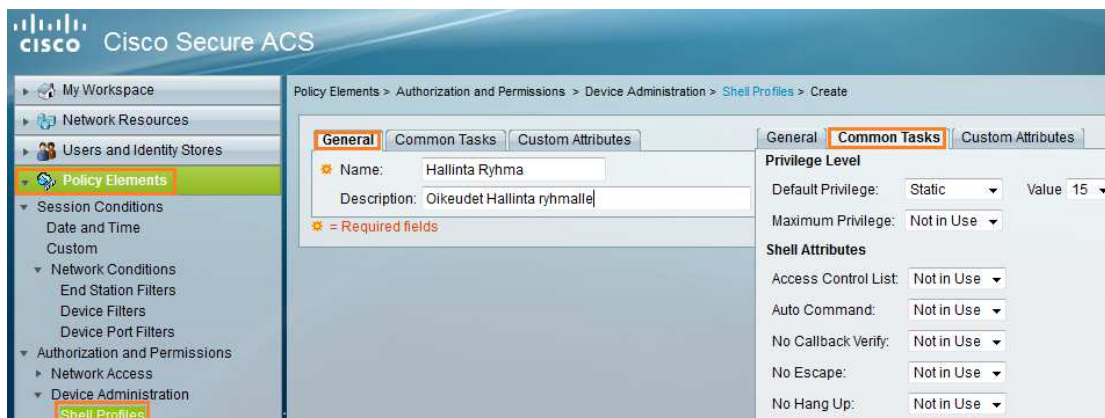 CISCO Cisco Secure ACS
My Workspace
Network Resources
Users and Identity Stores
Policy Elements
Session Conditions
Date and Time
Custom
Network Conditions
End Station Filters
Device Filters
Device Port Filters
Authorization and Permissions
Network Access
Device Administration
Shell Profiles
Policy Elements > Authorization and Permissions > Device Administration > Shell Profiles > Create
General Common Tasks Custom Attributes
Name: Hallinta Ryhma
Description: Oikeudet Hallinta ryhmalle
= Required fields
General Common Tasks Custom Attributes
Privilege Level
Default Privilege: Static Value 15
Maximum Privilege: Not in Use
Shell Attributes
Access Control List: Not in Use
Auto Command: Not in Use
No Callback Verify: Not in Use
No Escape: Not in Use
No Hang Up: Not in Use